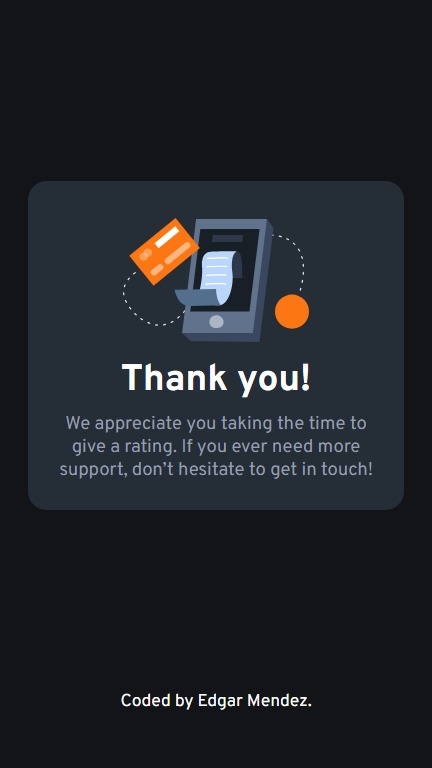 Thank you!
We appreciate you taking the time to
give a rating. If you ever need more
support, don’t hesitate to get in touch!
Coded by Edgar Mendez.